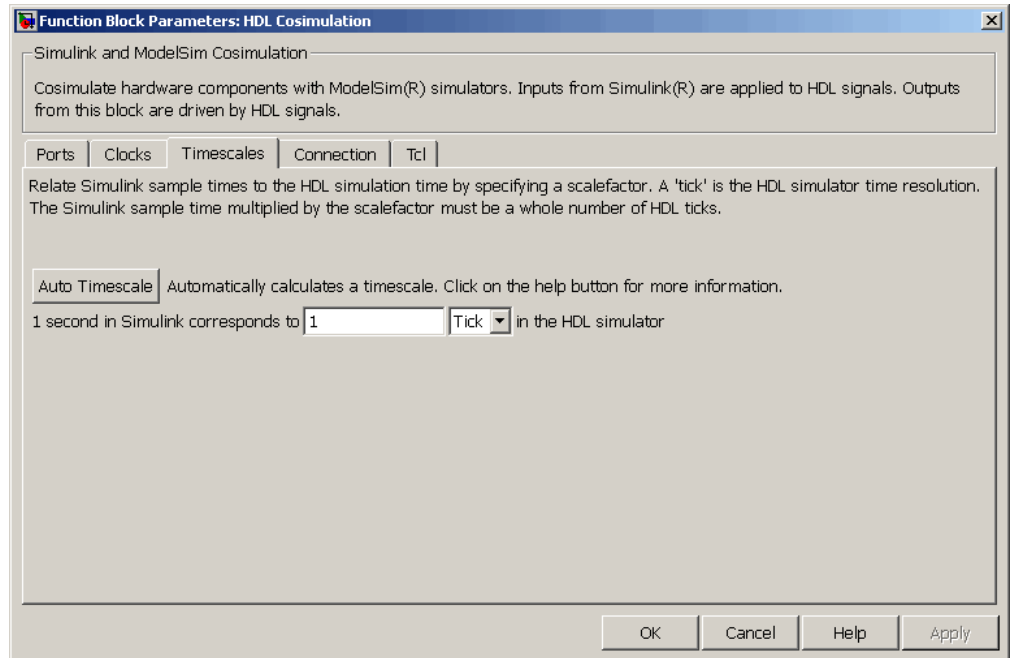 Function Block Parameters: HDL Cosimulation
Simulink and ModelSim Cosimulation
Cosimulate hardware components with ModelSim(R) simulators. Inputs from Simulink(R) are applied to HDL signals. Outputs
from this block are driven by HDL signals.
Ports Clocks Timescales Connection Tcl
Relate Simulink sample times to the HDL simulation time by specifying a scalefactor. A 'tick' is the HDL simulator time resolution.
The Simulink sample time multiplied by the scalefactor must be a whole number of HDL ticks.
Auto Timescale Automatically calculates a timescale. Click on the help button for more information.
1 second in Simulink corresponds to 1 Tick in the HDL simulator
OK Cancel Help Apply